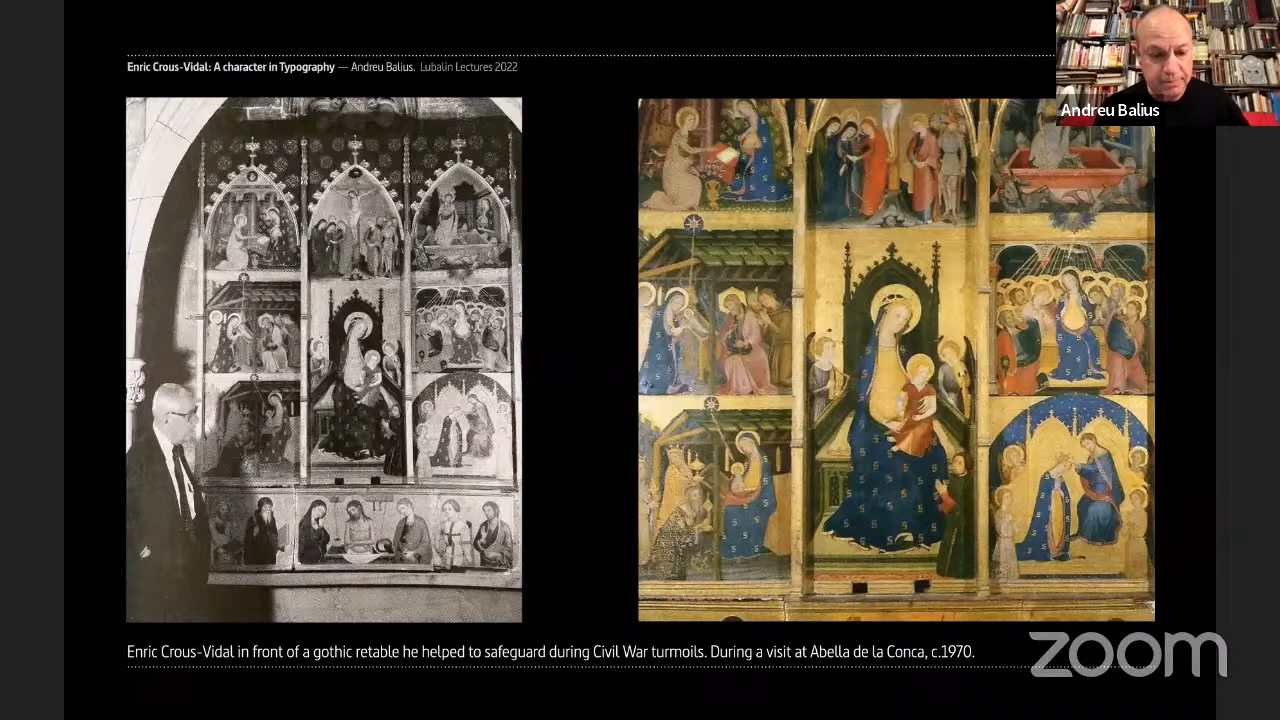 Enric Crous-Vidal: A character in Typography — Andreu Balius. Lubalin Lectures 2022
Andreu Balius
Enric Crous-Vidal in front of a gothic retable he helped to safeguard during Civil War turmoils. During a visit at Abella de la Conca, c.1970.
zoom